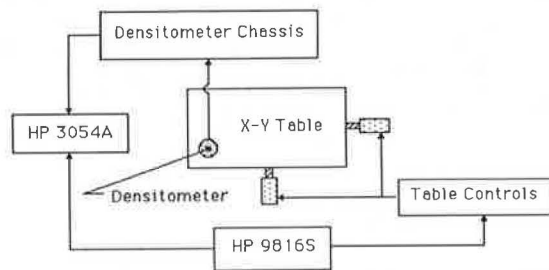 Densitometer Chassis
X-Y Table
HP 3054A
Densitometer
Table Controls
HP 9816S